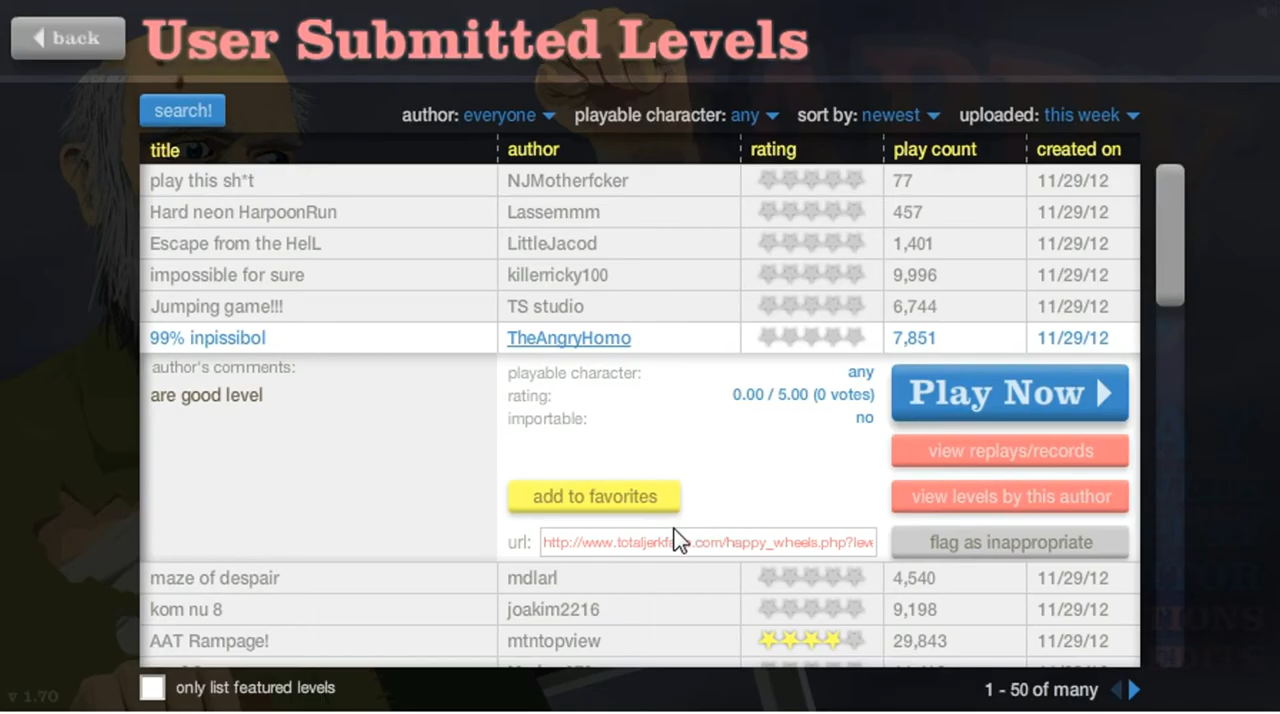 back
User Submitted Levels
search! author: everyone playable character: any sort by: newest uploaded: this week
title author rating play count created on
play this sh*t NJMotherfcker 77 11/29/12
Hard neon HarpoonRun Lassemmm 457 11/29/12
Escape from the HelL LittleJacod 1,401 11/29/12
impossible for sure killerricky100 9,996 11/29/12
Jumping game!!! TS studio 6,744 11/29/12
99% inpissibol TheAngryHomo 7,851 11/29/12
author's comments:
are good level
playable character: any
rating: 0.00 / 5.00 (0 votes)
importable: no
Play Now
view replays/records
add to favorites view levels by this author
url: flag as inappropriate
maze of despair mdlarl 4,540 11/29/12
kom nu 8 joakim2216 9,198 11/29/12
AAT Rampage! mtntopview 29,843 11/29/12
only list featured levels 1 - 50 of many
v 1.70